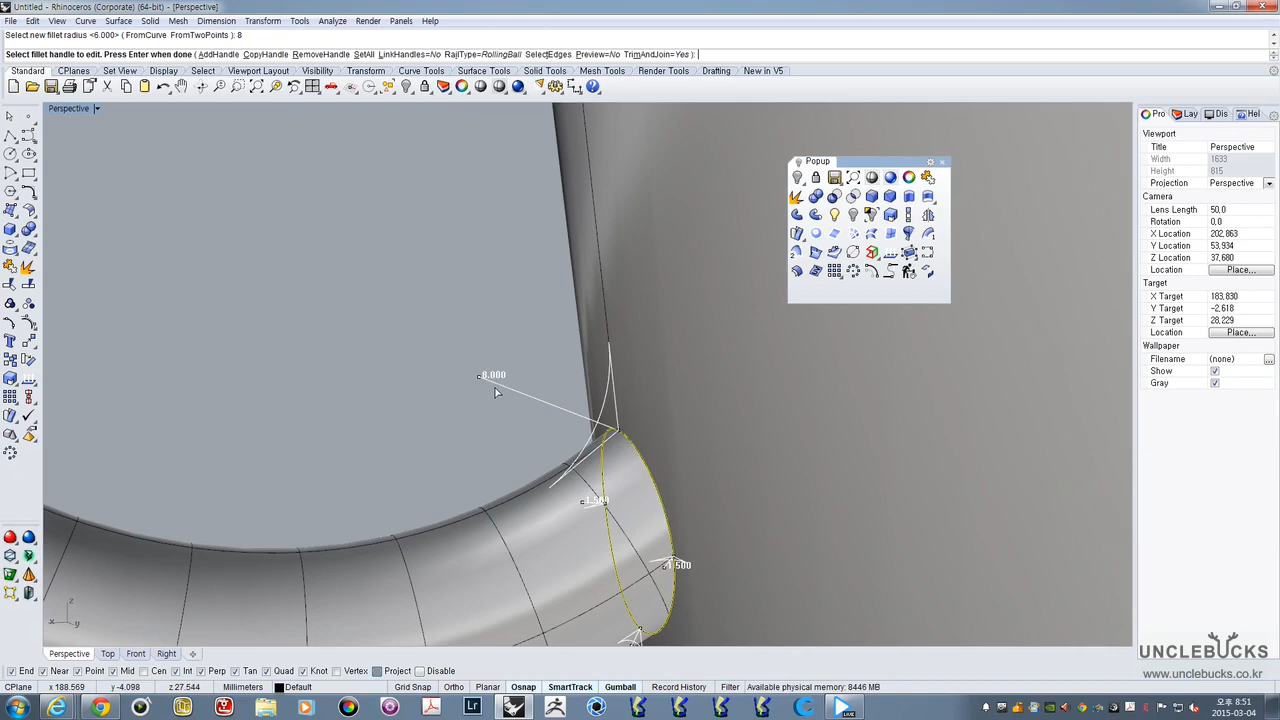 Untitled - Rhinoceros (Corporate) (64-bit) - [Perspective]
File Edit View Curve Surface Solid Mesh Dimension Transform Tools Analyze Render Panels Help
Select new fillet radius <6.000> ( FromCurve FromTwoPoints ): 8
Select fillet handle to edit. Press Enter when done ( AddHandle CopyHandle RemoveHandle SetAll LinkHandles=No RailType=RollingBall SelectEdges Preview=No TrimAndJoin=Yes ):
Standard CPlanes Set View Display Select Viewport Layout Visibility Transform Curve Tools Surface Tools Solid Tools Mesh Tools Render Tools Drafting New in V5
Perspective
Popup
8.000
1.500
1.500
Pro Lay Dis Hel
Viewport
Title Perspective
Width 1633
Height 815
Projection Perspective
Camera
Lens Length 50,0
Rotation 0,0
X Location 202,863
Y Location 53,934
Z Location 37,680
Location Place...
Target
X Target 183,830
Y Target -2,618
Z Target 28,229
Location Place...
Wallpaper
Filename (none)
Show
Gray
z
x y
Perspective Top Front Right
End Near Point Mid Cen Int Perp Tan Quad Knot Vertex Project Disable
CPlane x 188.569 y -4.098 z 27.544 Millimeters Default Grid Snap Ortho Planar Osnap SmartTrack Gumball Record History Filter Available physical memory: 8446 MB
UNCLEBUCKS
www.unclebucks.co.kr
Lr
LIVE
오후 8:51
2015-03-04